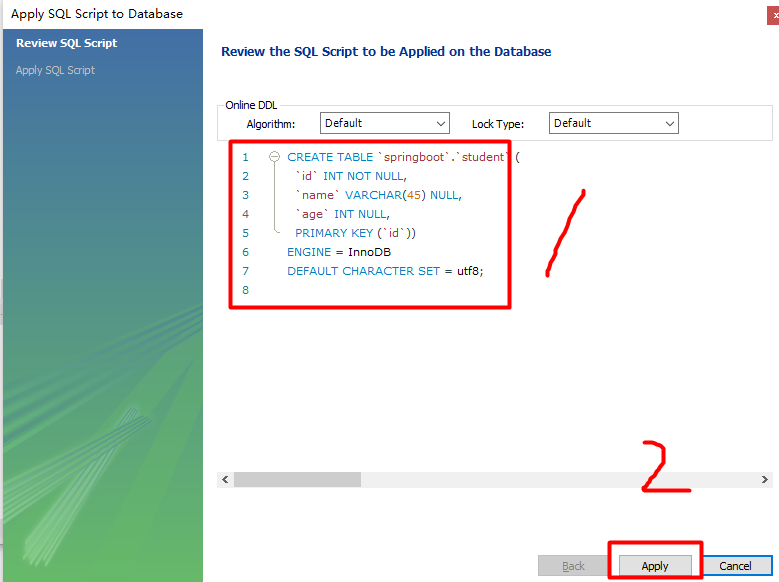 Apply SQL Script to Database
x
Review SQL Script
Apply SQL Script
Review the SQL Script to be Applied on the Database
Online DDL
Algorithm: Default Lock Type: Default
1 CREATE TABLE `springboot`.`student` (
2 `id` INT NOT NULL,
3 `name` VARCHAR(45) NULL,
4 `age` INT NULL,
5 PRIMARY KEY (`id`))
6 ENGINE = InnoDB
7 DEFAULT CHARACTER SET = utf8;
8
1
2
Back Apply Cancel